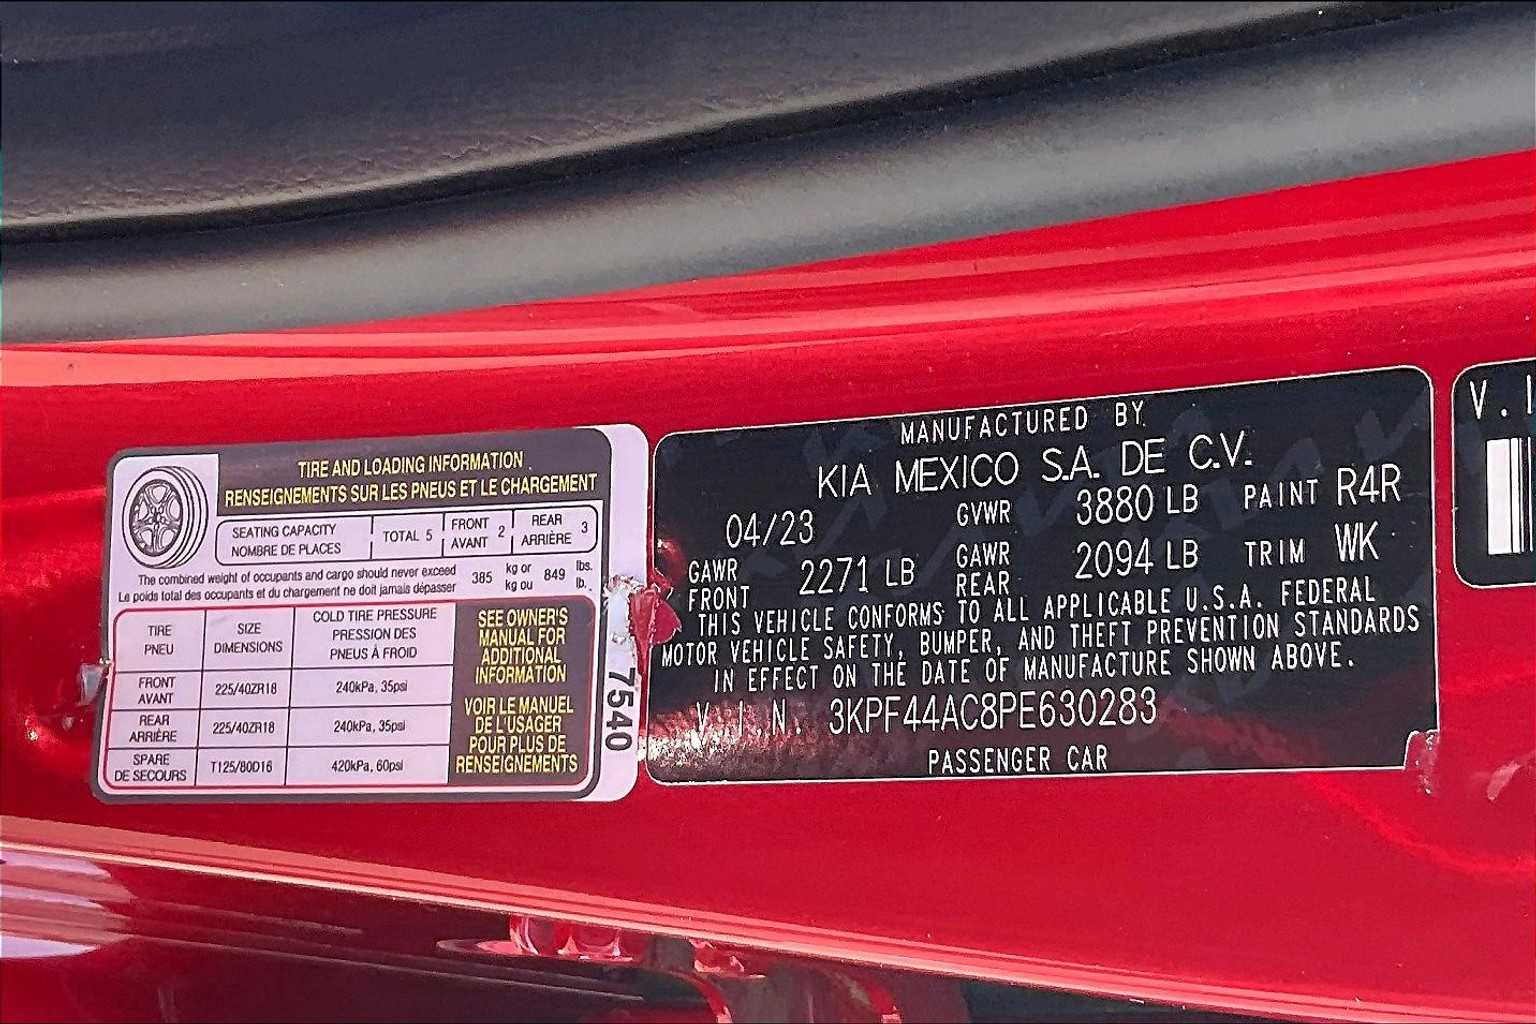 TIRE AND LOADING INFORMATION
RENSEIGNEMENTS SUR LES PNEUS ET LE CHARGEMENT
SEATING CAPACITY
NOMBRE DE PLACES
TOTAL 5
FRONT
AVANT
2
REAR
ARRIÈRE
3
The combined weight of occupants and cargo should never exceed
Le poids total des occupants et du chargement ne doit jamais dépasser
385
kg or
kg ou
849
lbs.
lb.
TIRE
PNEU
SIZE
DIMENSIONS
COLD TIRE PRESSURE
PRESSION DES
PNEUS À FROID
FRONT
AVANT
225/40ZR18
240kPa, 35psi
REAR
ARRIÈRE
225/40ZR18
240kPa, 35psi
SPARE
DE SECOURS
T125/80D16
420kPa, 60psi
SEE OWNER'S
MANUAL FOR
ADDITIONAL
INFORMATION
VOIR LE MANUEL
DE L'USAGER
POUR PLUS DE
RENSEIGNEMENTS
7540
MANUFACTURED BY
KIA MEXICO S.A. DE C.V.
04/23
GVWR 3880 LB
PAINT R4R
GAWR
FRONT
2271 LB
GAWR
REAR
2094 LB
TRIM WK
THIS VEHICLE CONFORMS TO ALL APPLICABLE U.S.A. FEDERAL
MOTOR VEHICLE SAFETY, BUMPER, AND THEFT PREVENTION STANDARDS
IN EFFECT ON THE DATE OF MANUFACTURE SHOWN ABOVE.
V.I.N. 3KPF44AC8PE630283
PASSENGER CAR
V.I